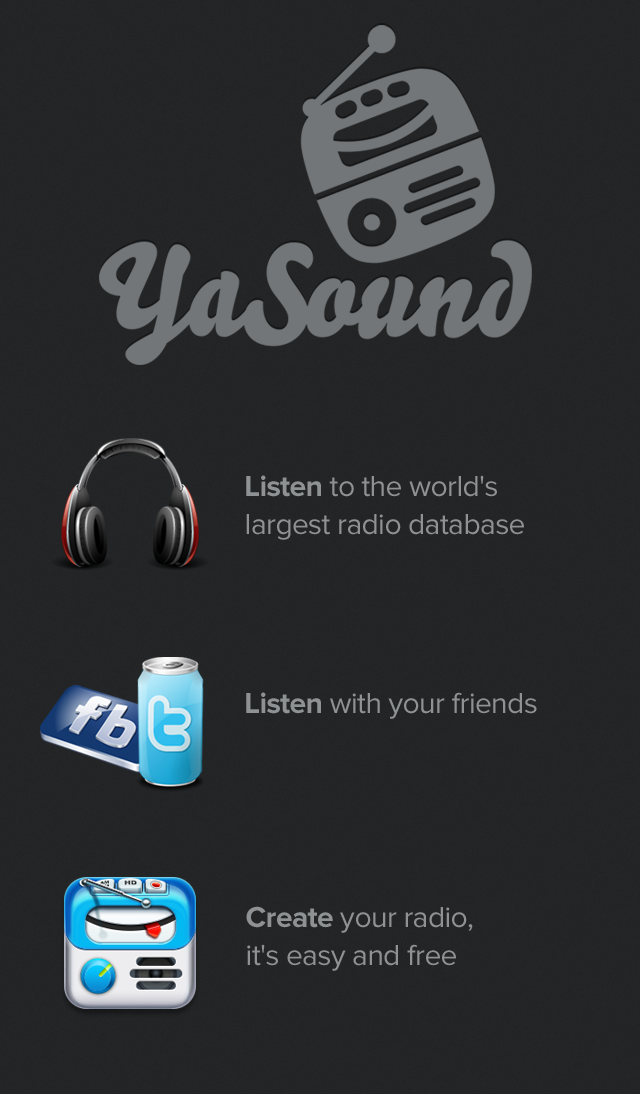 YaSound
Listen to the world's
largest radio database
fb
t
Listen with your friends
HD
Create your radio,
it's easy and free